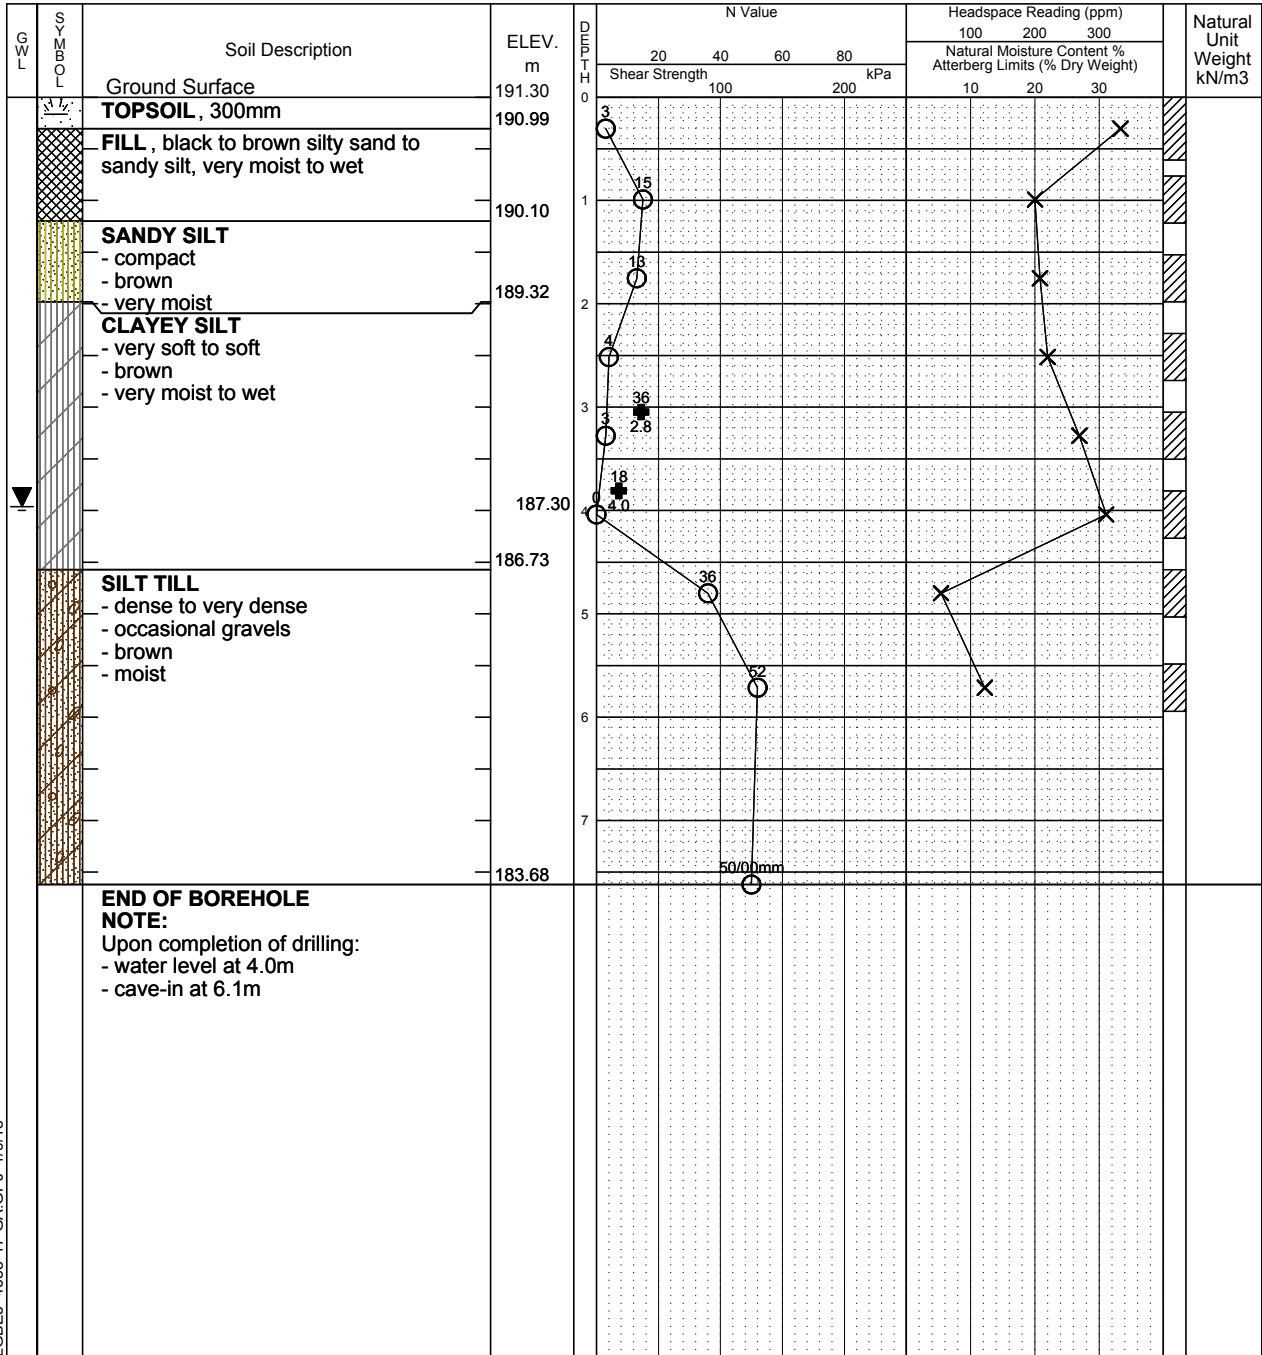 GWL
SYMBOL
Soil Description
Ground Surface
ELEV.
m
191.30
DEPTH
N Value
20 40 60 80
Shear Strength kPa
100 200
Headspace Reading (ppm)
100 200 300
Natural Moisture Content %
Atterberg Limits (% Dry Weight)
10 20 30
Natural
Unit
Weight
kN/m3
0
TOPSOIL, 300mm
190.99
3
FILL, black to brown silty sand to
sandy silt, very moist to wet
15
1
190.10
SANDY SILT
- compact
- brown
- very moist
13
189.32
2
CLAYEY SILT
- very soft to soft
- brown
- very moist to wet
4
36
3
2.8
3
18
187.30
0
4.0
4
186.73
SILT TILL
- dense to very dense
- occasional gravels
- brown
- moist
36
5
52
6
7
50/00mm
183.68
END OF BOREHOLE
NOTE:
Upon completion of drilling:
- water level at 4.0m
- cave-in at 6.1m